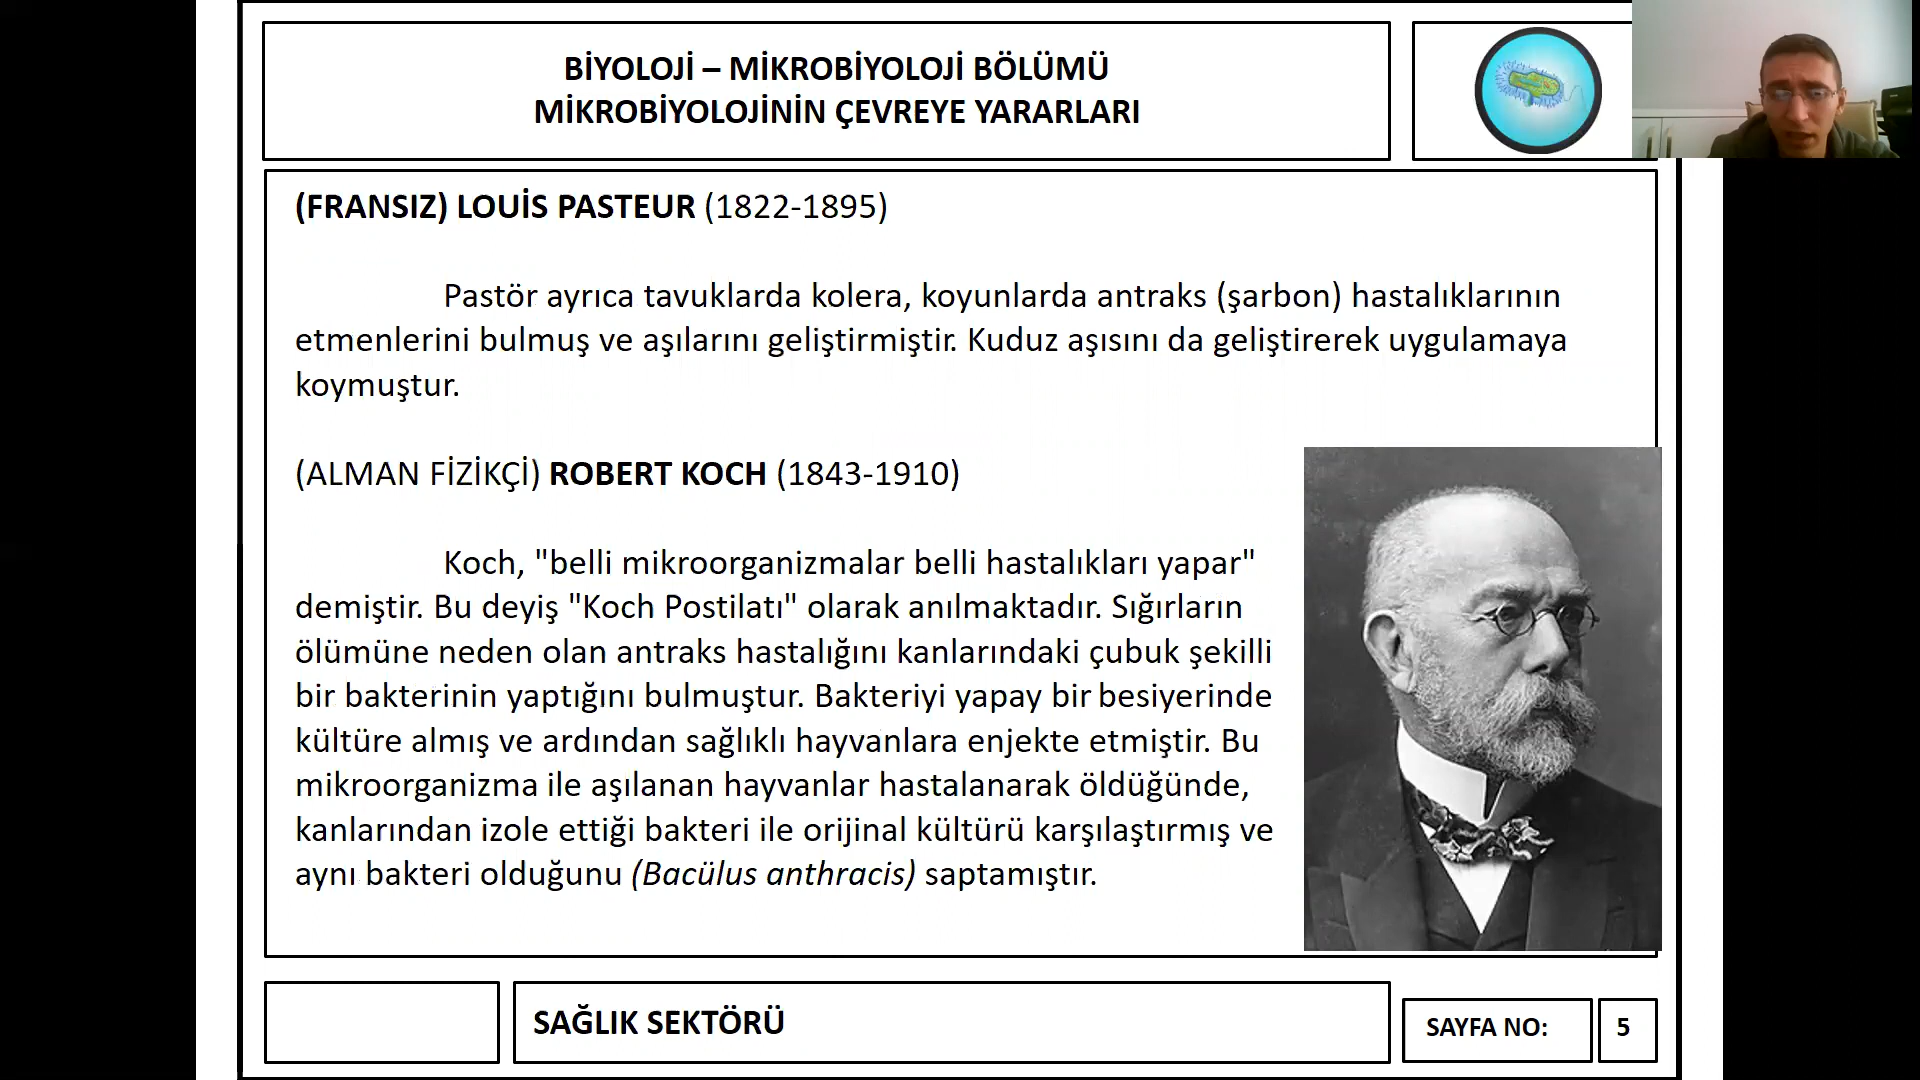 BİYOLOJİ – MİKROBİYOLOJİ BÖLÜMÜ
MİKROBİYOLOJİNİN ÇEVREYE YARARLARI
(FRANSIZ) LOUİS PASTEUR (1822-1895)
Pastör ayrıca tavuklarda kolera, koyunlarda antraks (şarbon) hastalıklarının
etmenlerini bulmuş ve aşılarını geliştirmiştir. Kuduz aşısını da geliştirerek uygulamaya
koymuştur.
(ALMAN FİZİKÇİ) ROBERT KOCH (1843-1910)
Koch, "belli mikroorganizmalar belli hastalıkları yapar"
demiştir. Bu deyiş "Koch Postilatı" olarak anılmaktadır. Sığırların
ölümüne neden olan antraks hastalığını kanlarındaki çubuk şekilli
bir bakterinin yaptığını bulmuştur. Bakteriyi yapay bir besiyerinde
kültüre almış ve ardından sağlıklı hayvanlara enjekte etmiştir. Bu
mikroorganizma ile aşılanan hayvanlar hastalanarak öldüğünde,
kanlarından izole ettiği bakteri ile orijinal kültürü karşılaştırmış ve
aynı bakteri olduğunu (Bacülus anthracis) saptamıştır.
SAĞLIK SEKTÖRÜ
SAYFA NO:
5